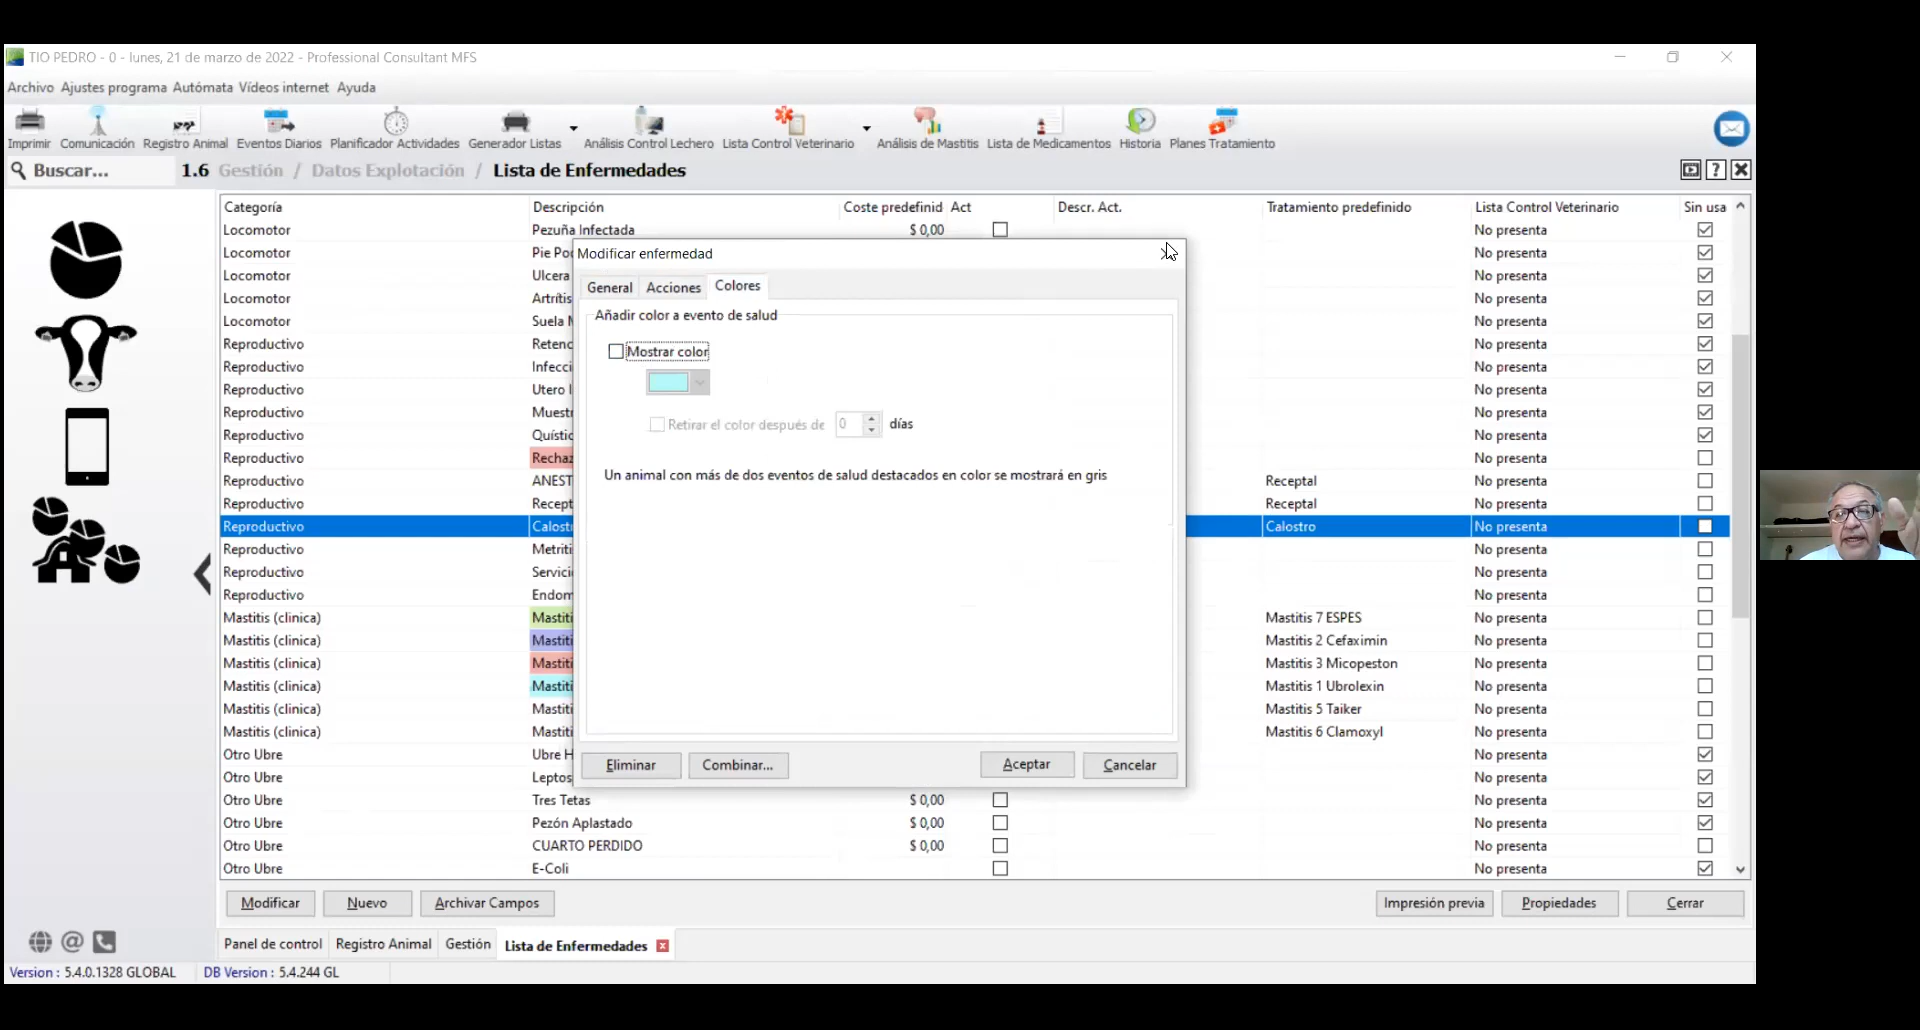 TIO PEDRO - 0 - lunes, 21 de marzo de 2022 - Professional Consultant MFS
Archivo Ajustes programa Autómata Vídeos internet Ayuda
Imprimir Comunicación Registro Animal Eventos Diarios Planificador Actividades Generador Listas Análisis Control Lechero Lista Control Veterinario Análisis de Mastitis Lista de Medicamentos Historia Planes Tratamiento
Buscar... 1.6 Gestión / Datos Explotación / Lista de Enfermedades
Categoría Descripción Coste predefinid Act Descr. Act. Tratamiento predefinido Lista Control Veterinario Sin usa
Locomotor Pezuña Infectada $ 0,00 No presenta
Locomotor Pie Po No presenta
Locomotor Ulcera No presenta
Locomotor Artrítis No presenta
Locomotor Suela No presenta
Reproductivo Retenc No presenta
Reproductivo Infecci No presenta
Reproductivo Utero No presenta
Reproductivo Muest No presenta
Reproductivo Quístic No presenta
Reproductivo Rechaz No presenta
Reproductivo ANEST Receptal No presenta
Reproductivo Recept Receptal No presenta
Reproductivo Calostr Calostro No presenta
Reproductivo Metriti No presenta
Reproductivo Servici No presenta
Reproductivo Endom No presenta
Mastitis (clinica) Mastiti Mastitis 7 ESPES No presenta
Mastitis (clinica) Mastiti Mastitis 2 Cefaximin No presenta
Mastitis (clinica) Mastiti Mastitis 3 Micopeston No presenta
Mastitis (clinica) Mastiti Mastitis 1 Ubrolexin No presenta
Mastitis (clinica) Mastiti Mastitis 5 Taiker No presenta
Mastitis (clinica) Mastiti Mastitis 6 Clamoxyl No presenta
Otro Ubre Ubre H No presenta
Otro Ubre Leptos No presenta
Otro Ubre Tres Tetas $ 0,00 No presenta
Otro Ubre Pezón Aplastado $ 0,00 No presenta
Otro Ubre CUARTO PERDIDO $ 0,00 No presenta
Otro Ubre E-Coli No presenta
Modificar enfermedad
General Acciones Colores
Añadir color a evento de salud
Mostrar color
Retirar el color después de 0 días
Un animal con más de dos eventos de salud destacados en color se mostrará en gris
Eliminar Combinar... Aceptar Cancelar
Modificar Nuevo Archivar Campos Impresión previa Propiedades Cerrar
Panel de control Registro Animal Gestión Lista de Enfermedades
Version : 5.4.0.1328 GLOBAL DB Version : 5.4.244 GL